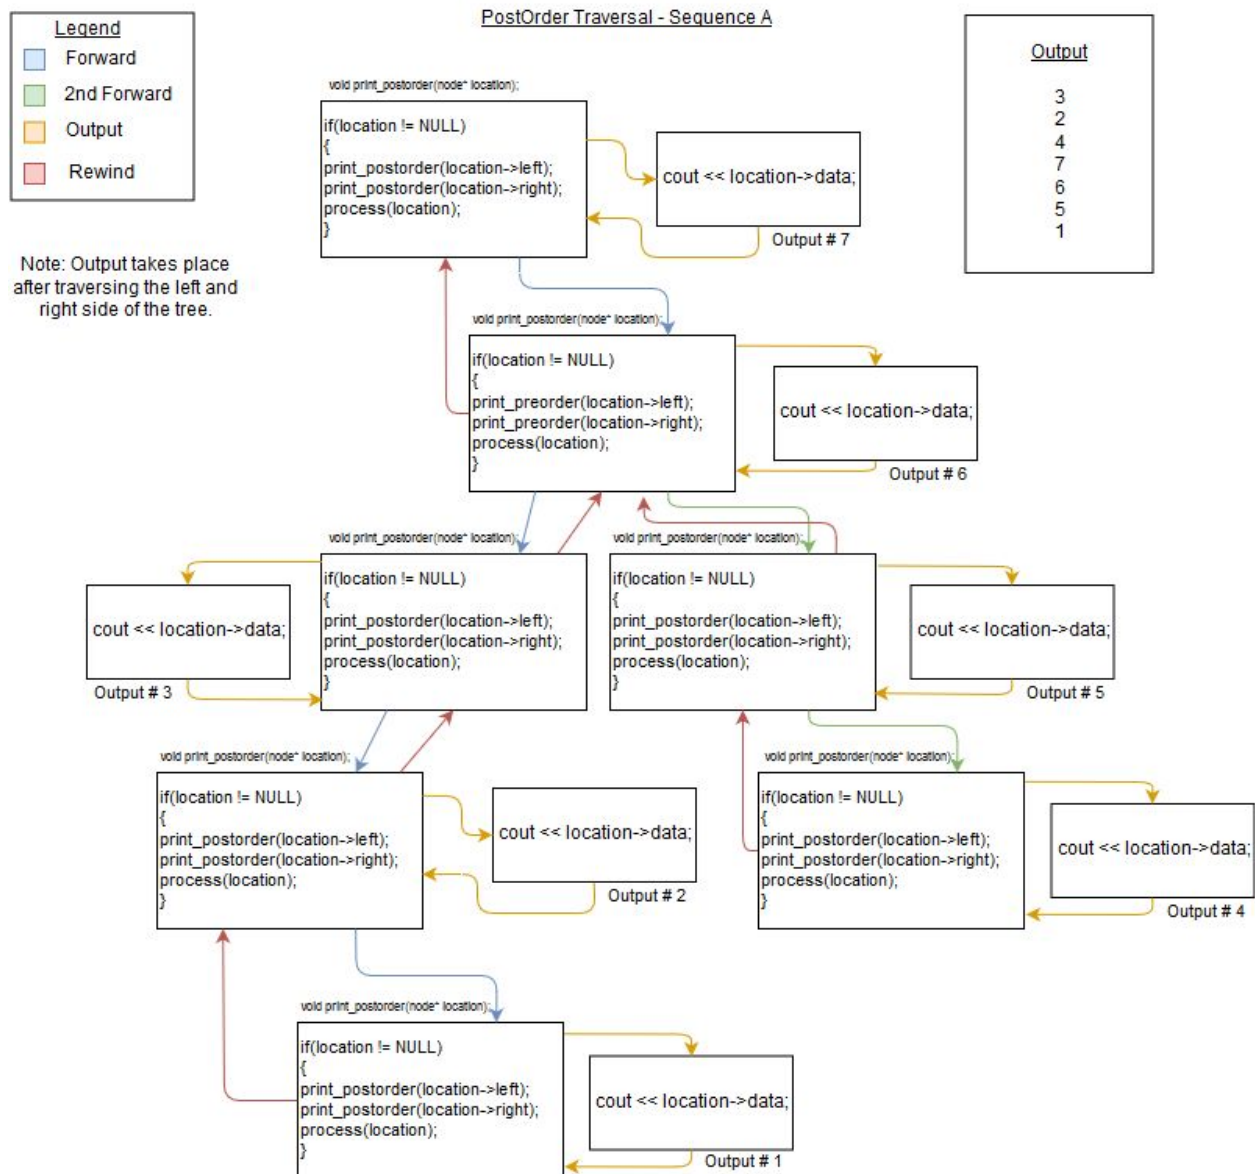 PostOrder Traversal - Sequence A
Legend
Forward
2nd Forward
Output
Rewind
Note: Output takes place
after traversing the left and
right side of the tree.
Output
3
2
4
7
6
5
1
void print_postorder(node* location);
if(location != NULL)
{
print_postorder(location->left);
print_postorder(location->right);
process(location);
}
cout << location->data;
Output # 7
void print_postorder(node* location);
if(location != NULL)
{
print_preorder(location->left);
print_preorder(location->right);
process(location);
}
cout << location->data;
Output # 6
void print_postorder(node* location);
if(location != NULL)
{
print_postorder(location->left);
print_postorder(location->right);
process(location);
}
cout << location->data;
Output # 3
void print_postorder(node* location);
if(location != NULL)
{
print_postorder(location->left);
print_postorder(location->right);
process(location);
}
cout << location->data;
Output # 5
void print_postorder(node* location);
if(location != NULL)
{
print_postorder(location->left);
print_postorder(location->right);
process(location);
}
cout << location->data;
Output # 2
void print_postorder(node* location);
if(location != NULL)
{
print_postorder(location->left);
print_postorder(location->right);
process(location);
}
cout << location->data;
Output # 4
void print_postorder(node* location);
if(location != NULL)
{
print_postorder(location->left);
print_postorder(location->right);
process(location);
}
cout << location->data;
Output # 1